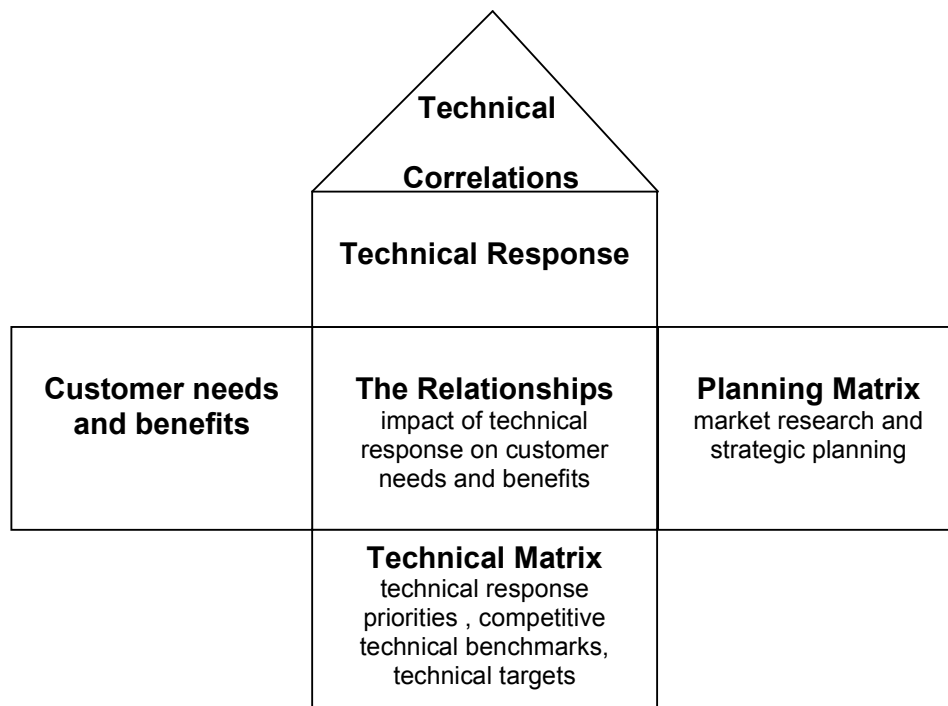 Technical
Correlations
Technical Response
Customer needs
and benefits
The Relationships
impact of technical
response on customer
needs and benefits
Planning Matrix
market research and
strategic planning
Technical Matrix
technical response
priorities , competitive
technical benchmarks,
technical targets